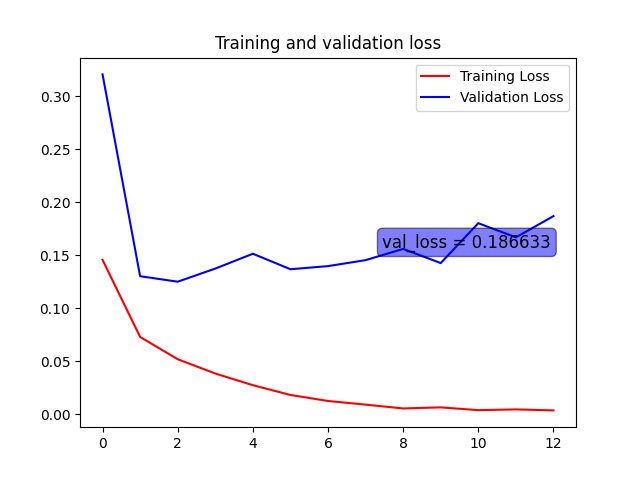 Training and validation loss
Training Loss
Validation Loss
0.30
0.25
0.20
0.15
0.10
0.05
0.00
val_loss = 0.186633
0 2 4 6 8 10 12